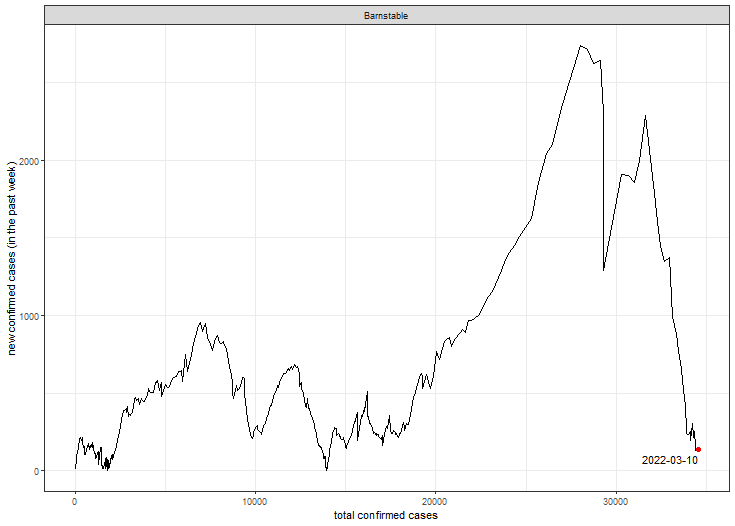 Barnstable
new confirmed cases (in the past week)
2000
1000
0
2022-03-10
0
10000
20000
30000
total confirmed cases